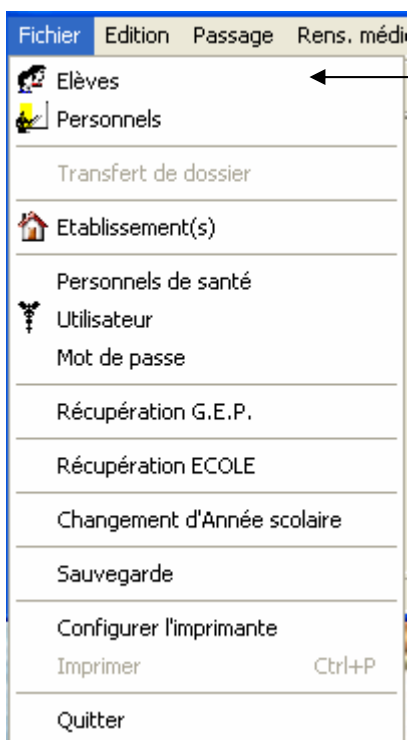 Fichier Edition Passage Rens.
Elèves
Personnels
Transfert de dossier
Etablissement(s)
Personnels de santé
Utilisateur
Mot de passe
Récupération G.E.P.
Récupération ECOLE
Changement d'Année scolaire
Sauvegarde
Configurer l'imprimante
Imprimer Ctrl+P
Quitter